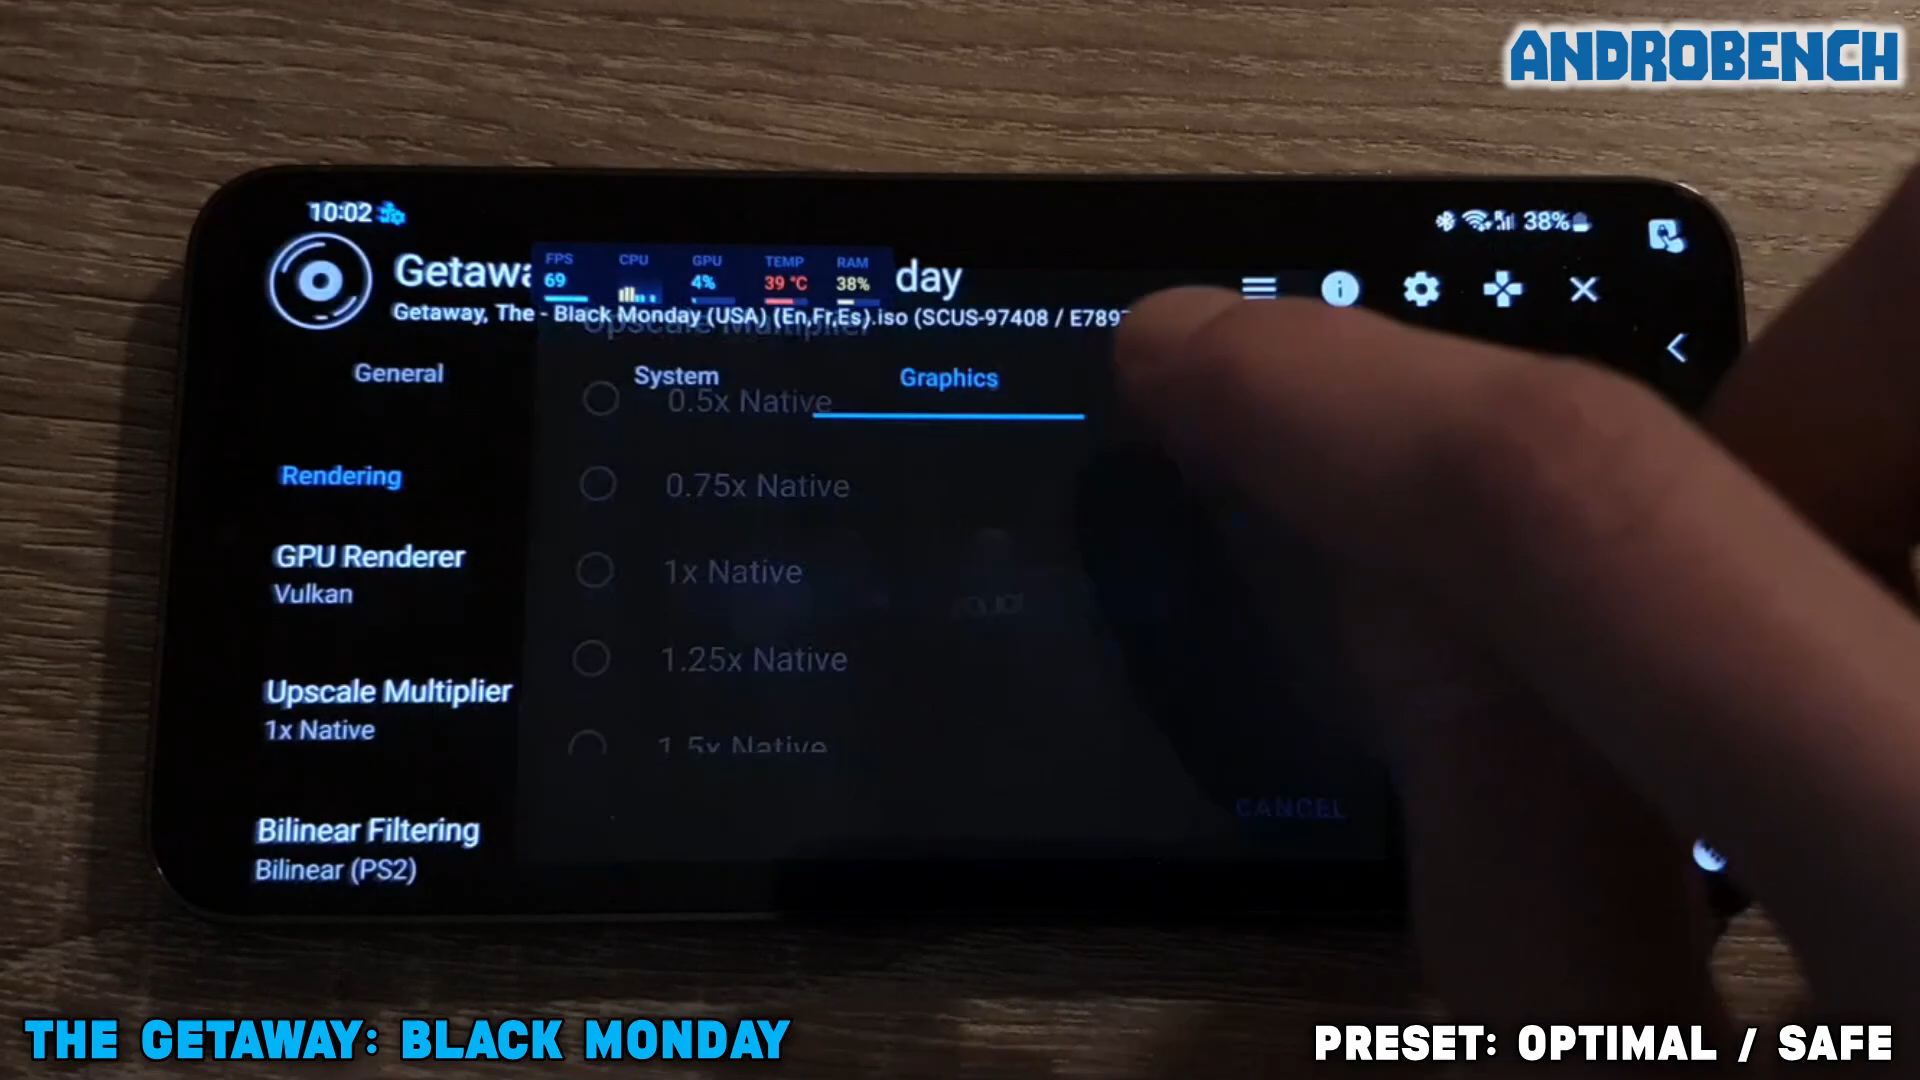 ANDROBENCH
10:02
38%
Getawa
day
FPS CPU GPU TEMP RAM
69 4% 39 °C 38%
Getaway, The - Black Monday (USA) (En,Fr,Es).iso (SCUS-97408 / E789
Upscale Multiplier
General System Graphics
0.5x Native
0.75x Native
1x Native
1.25x Native
1.5x Native
CANCEL
Rendering
GPU Renderer
Vulkan
Upscale Multiplier
1x Native
Bilinear Filtering
Bilinear (PS2)
THE GETAWAY: BLACK MONDAY
PRESET: OPTIMAL / SAFE